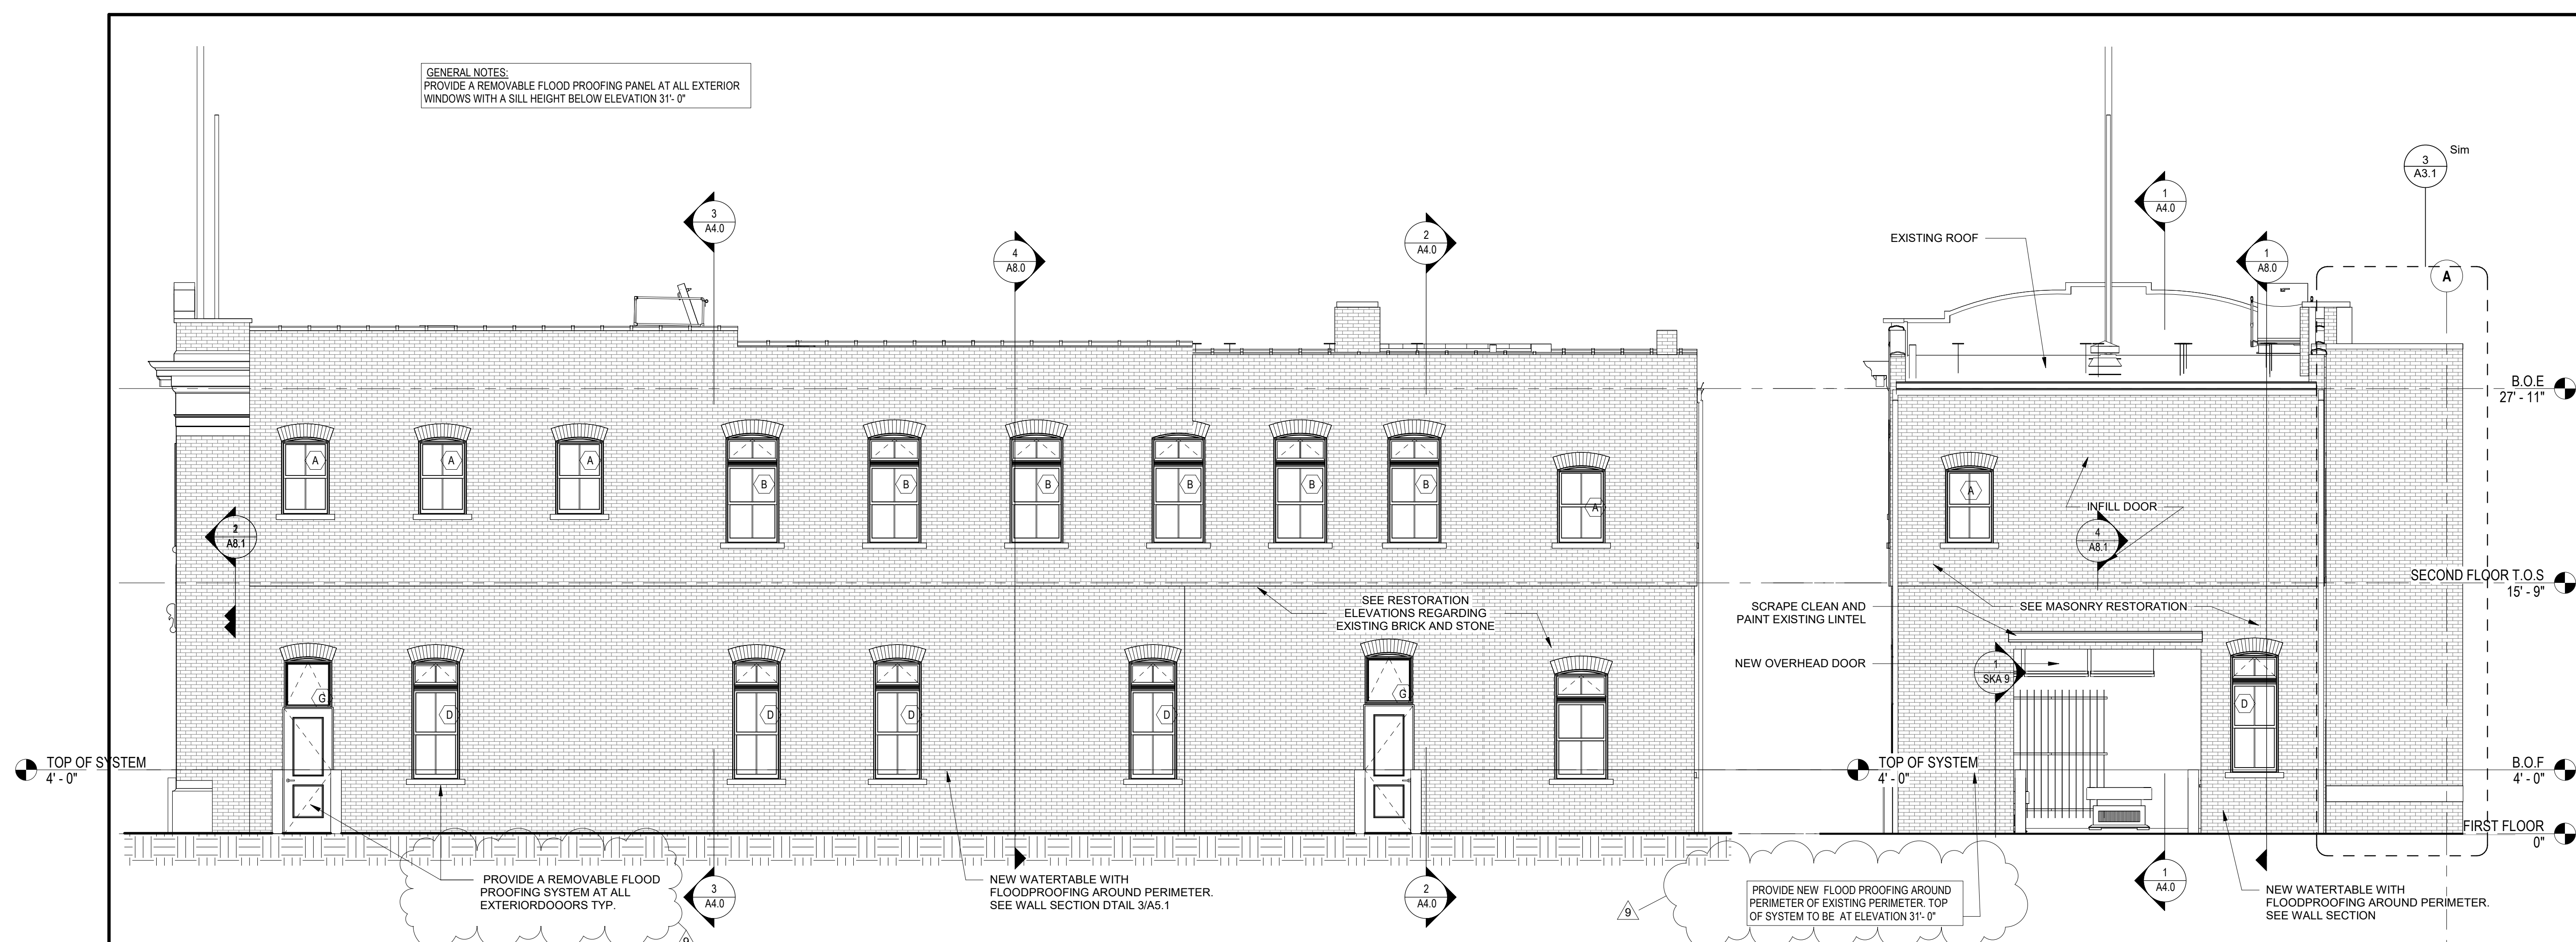 GENERAL NOTES:
PROVIDE A REMOVABLE FLOOD PROOFING PANEL AT ALL EXTERIOR
WINDOWS WITH A SILL HEIGHT BELOW ELEVATION 31'- 0"
3
A4.0
4
A8.0
2
A4.0
1
A4.0
1
A8.0
3
A3.1
Sim
A
EXISTING ROOF
B.O.E
27' - 11"
A
A
A
B
B
B
B
B
B
A
A
INFILL DOOR
A8.1
4
A8.1
SECOND FLOOR T.O.S
15' - 9"
SEE RESTORATION
ELEVATIONS REGARDING
EXISTING BRICK AND STONE
SCRAPE CLEAN AND
PAINT EXISTING LINTEL
SEE MASONRY RESTORATION
NEW OVERHEAD DOOR
1
SKA 9
G
D
D
D
D
G
D
TOP OF SYSTEM
4' - 0"
TOP OF SYSTEM
4' - 0"
B.O.F
4' - 0"
FIRST FLOOR
0"
PROVIDE A REMOVABLE FLOOD
PROOFING SYSTEM AT ALL
EXTERIORDOOORS TYP.
3
A4.0
NEW WATERTABLE WITH
FLOODPROOFING AROUND PERIMETER.
SEE WALL SECTION DTAIL 3/A5.1
2
A4.0
9
PROVIDE NEW FLOOD PROOFING AROUND
PERIMETER OF EXISTING PERIMETER. TOP
OF SYSTEM TO BE AT ELEVATION 31'- 0"
1
A4.0
NEW WATERTABLE WITH
FLOODPROOFING AROUND PERIMETER.
SEE WALL SECTION